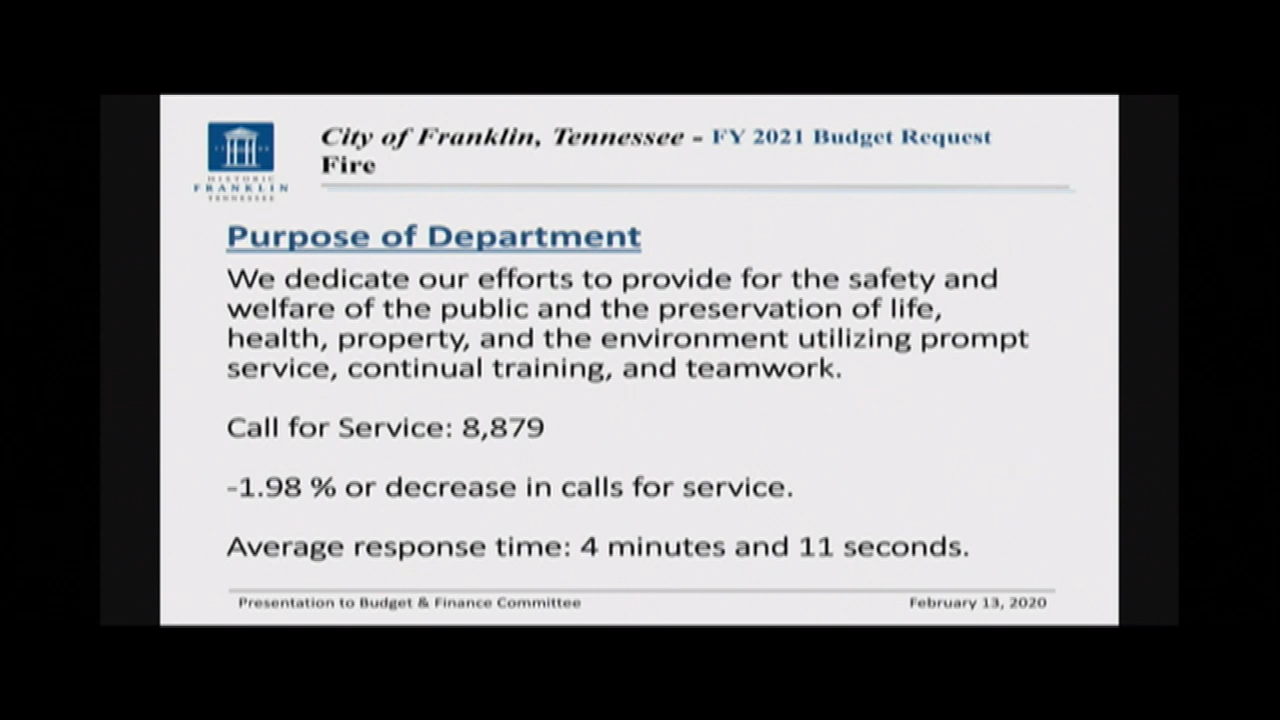 City of Franklin, Tennessee - FY 2021 Budget Request
Fire
HISTORIC
FRANKLIN
TENNESSEE
Purpose of Department
We dedicate our efforts to provide for the safety and
welfare of the public and the preservation of life,
health, property, and the environment utilizing prompt
service, continual training, and teamwork.
Call for Service: 8,879
-1.98 % or decrease in calls for service.
Average response time: 4 minutes and 11 seconds.
Presentation to Budget & Finance Committee
February 13, 2020